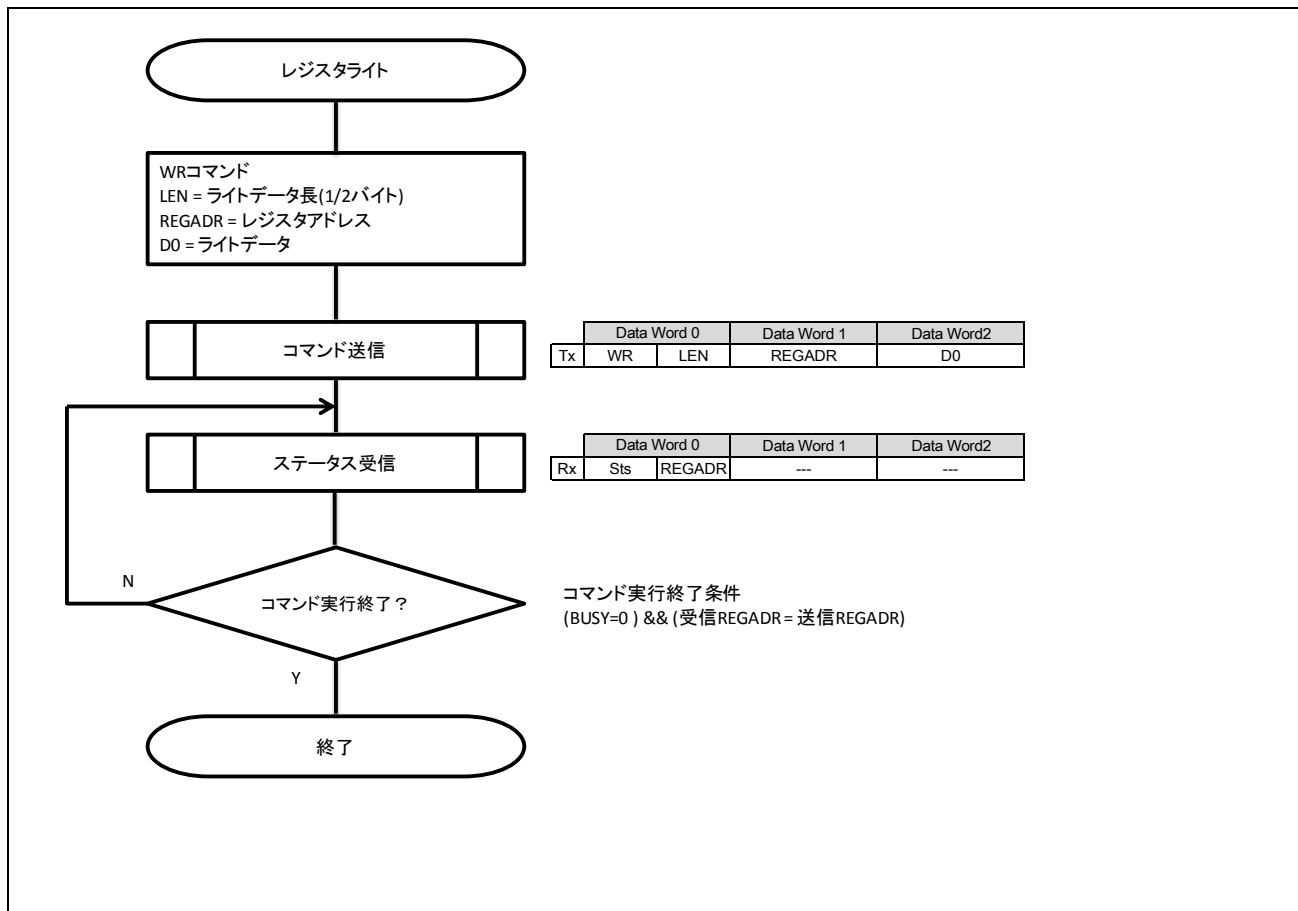 レジスタライト
WRコマンド
LEN = ライトデータ長(1/2バイト)
REGADR = レジスタアドレス
D0 = ライトデータ
コマンド送信
Data Word 0 Data Word 1 Data Word2
Tx WR LEN REGADR D0
ステータス受信
Data Word 0 Data Word 1 Data Word2
Rx Sts REGADR --- ---
N
コマンド実行終了？
コマンド実行終了条件
(BUSY=0 ) && (受信REGADR = 送信REGADR)
Y
終了